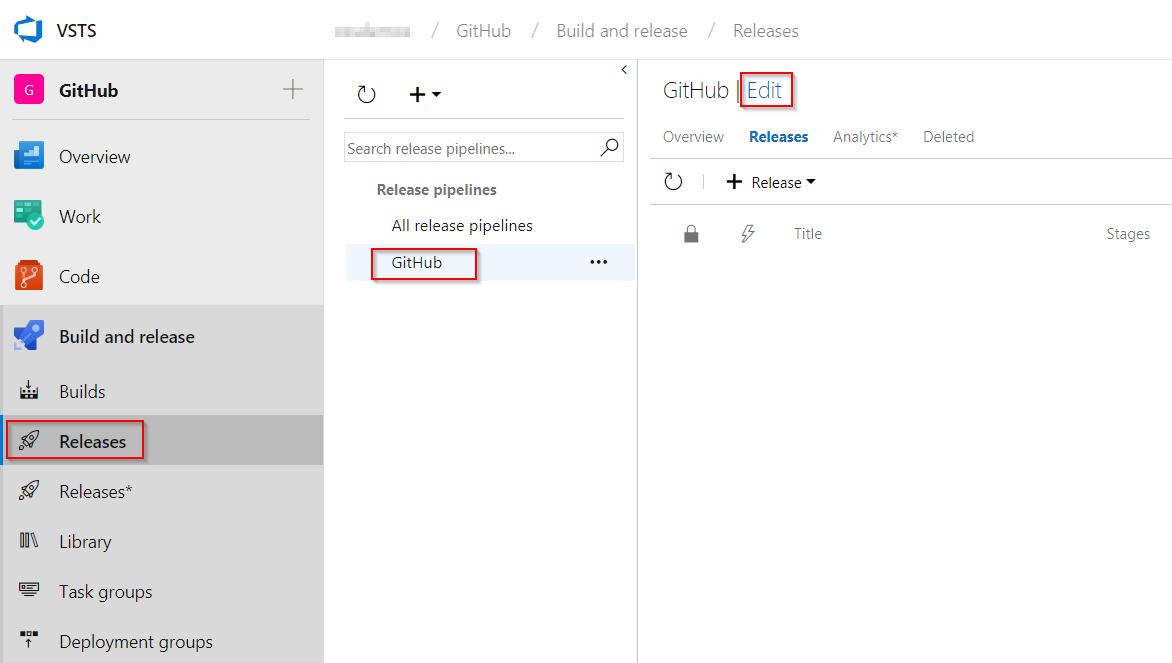 VSTS
/ GitHub / Build and release / Releases
G GitHub
Overview
Work
Code
Build and release
Builds
Releases
Releases*
Library
Task groups
Deployment groups
Search release pipelines...
Release pipelines
All release pipelines
GitHub
GitHub | Edit
Overview Releases Analytics* Deleted
Release
Title Stages